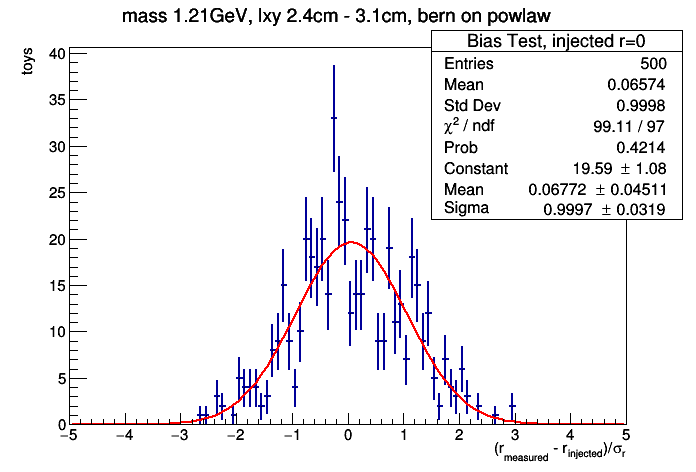 mass 1.21GeV, lxy 2.4cm - 3.1cm, bern on powlaw
Bias Test, injected r=0
Entries 500
Mean 0.06574
Std Dev 0.9998
χ² / ndf 99.11 / 97
Prob 0.4214
Constant 19.59 ± 1.08
Mean 0.06772 ± 0.04511
Sigma 0.9997 ± 0.0319
toys
40
35
30
25
20
15
10
5
0
−5 −4 −3 −2 −1 0 1 2 3 4 5
(r_measured - r_injected)/σ_r